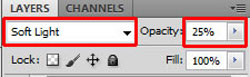 LAYERS CHANNELS
Soft Light Opacity: 25%
Lock: Fill: 100%